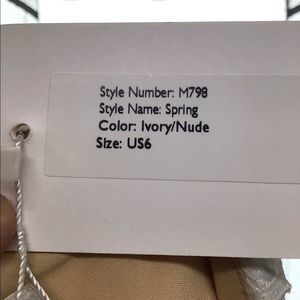 Style Number: M798
Style Name: Spring
Color: Ivory/Nude
Size: US6